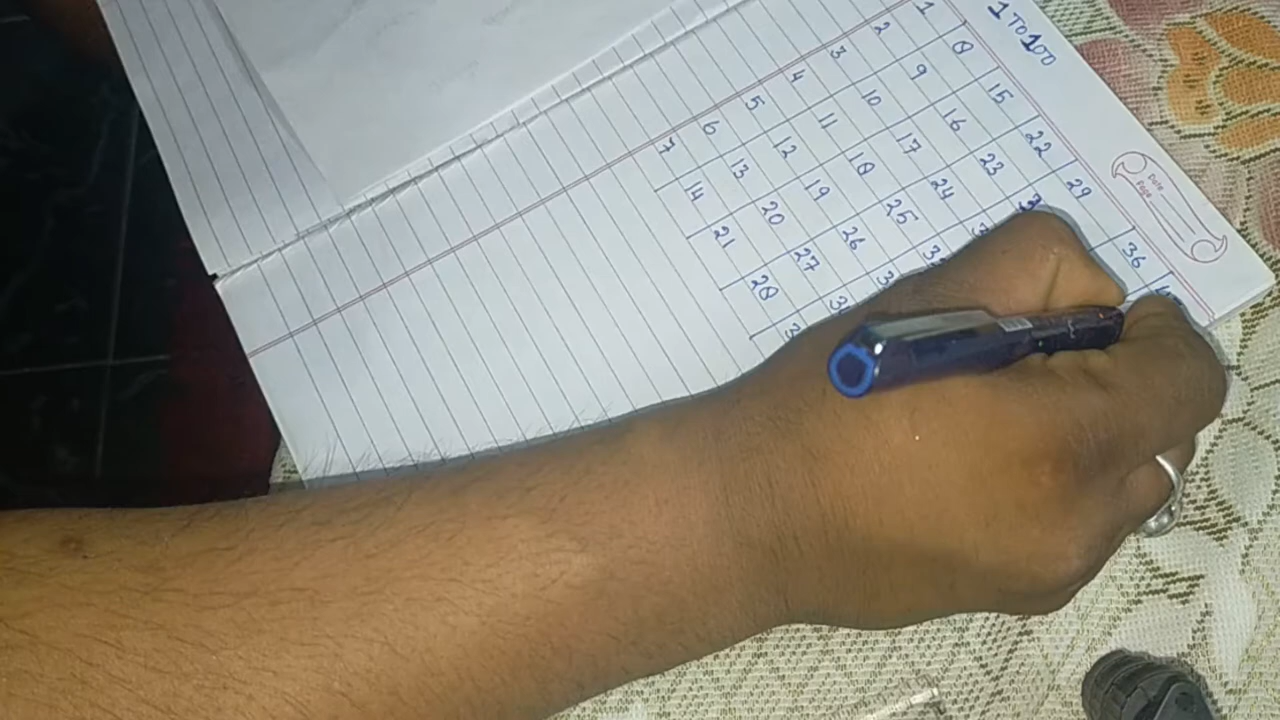 1 TO 100
Date
Page
1 2 3 4 5 6 7
8 9 10 11 12 13 14
15 16 17 18 19 20 21
22 23 24 25 26 27 28
29
36